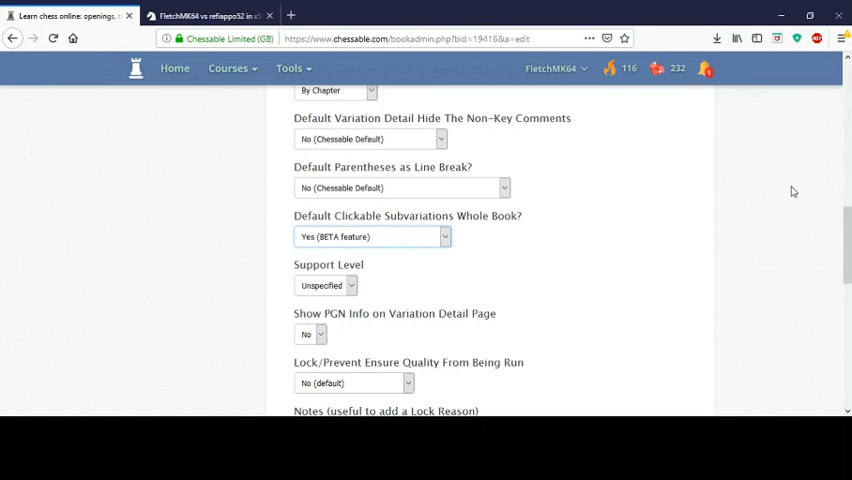 Learn chess online: openings, t
FletchMK64 vs refiappo52 in x5
Chessable Limited (GB)
https://www.chessable.com/bookadmin.php?bid=19416&a=edit
Home
Courses
Tools
FletchMK64
116
232
1
By Chapter
Default Variation Detail Hide The Non-Key Comments
No (Chessable Default)
Default Parentheses as Line Break?
No (Chessable Default)
Default Clickable Subvariations Whole Book?
Yes (BETA feature)
Support Level
Unspecified
Show PGN Info on Variation Detail Page
No
Lock/Prevent Ensure Quality From Being Run
No (default)
Notes (useful to add a Lock Reason)